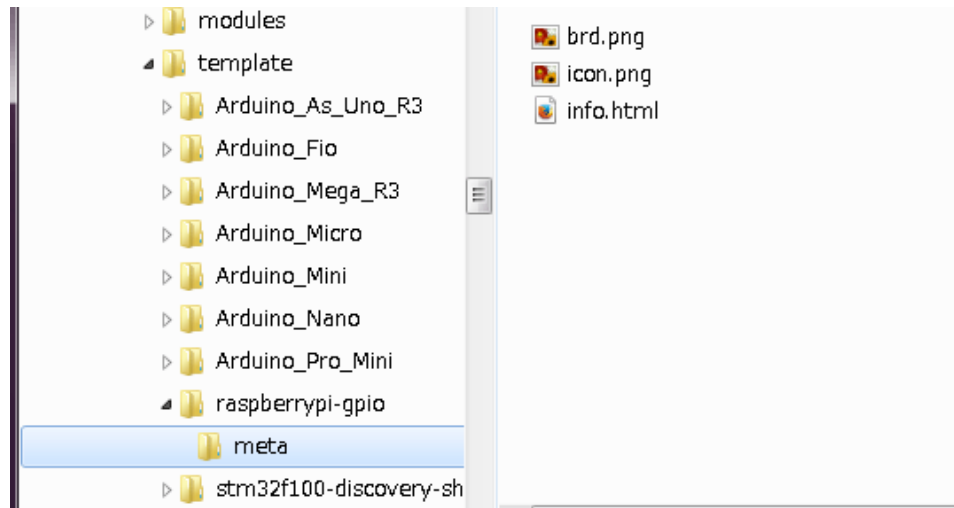 modules
template
Arduino_As_Uno_R3
Arduino_Fio
Arduino_Mega_R3
Arduino_Micro
Arduino_Mini
Arduino_Nano
Arduino_Pro_Mini
raspberrypi-gpio
meta
stm32f100-discovery-sh
brd.png
icon.png
info.html